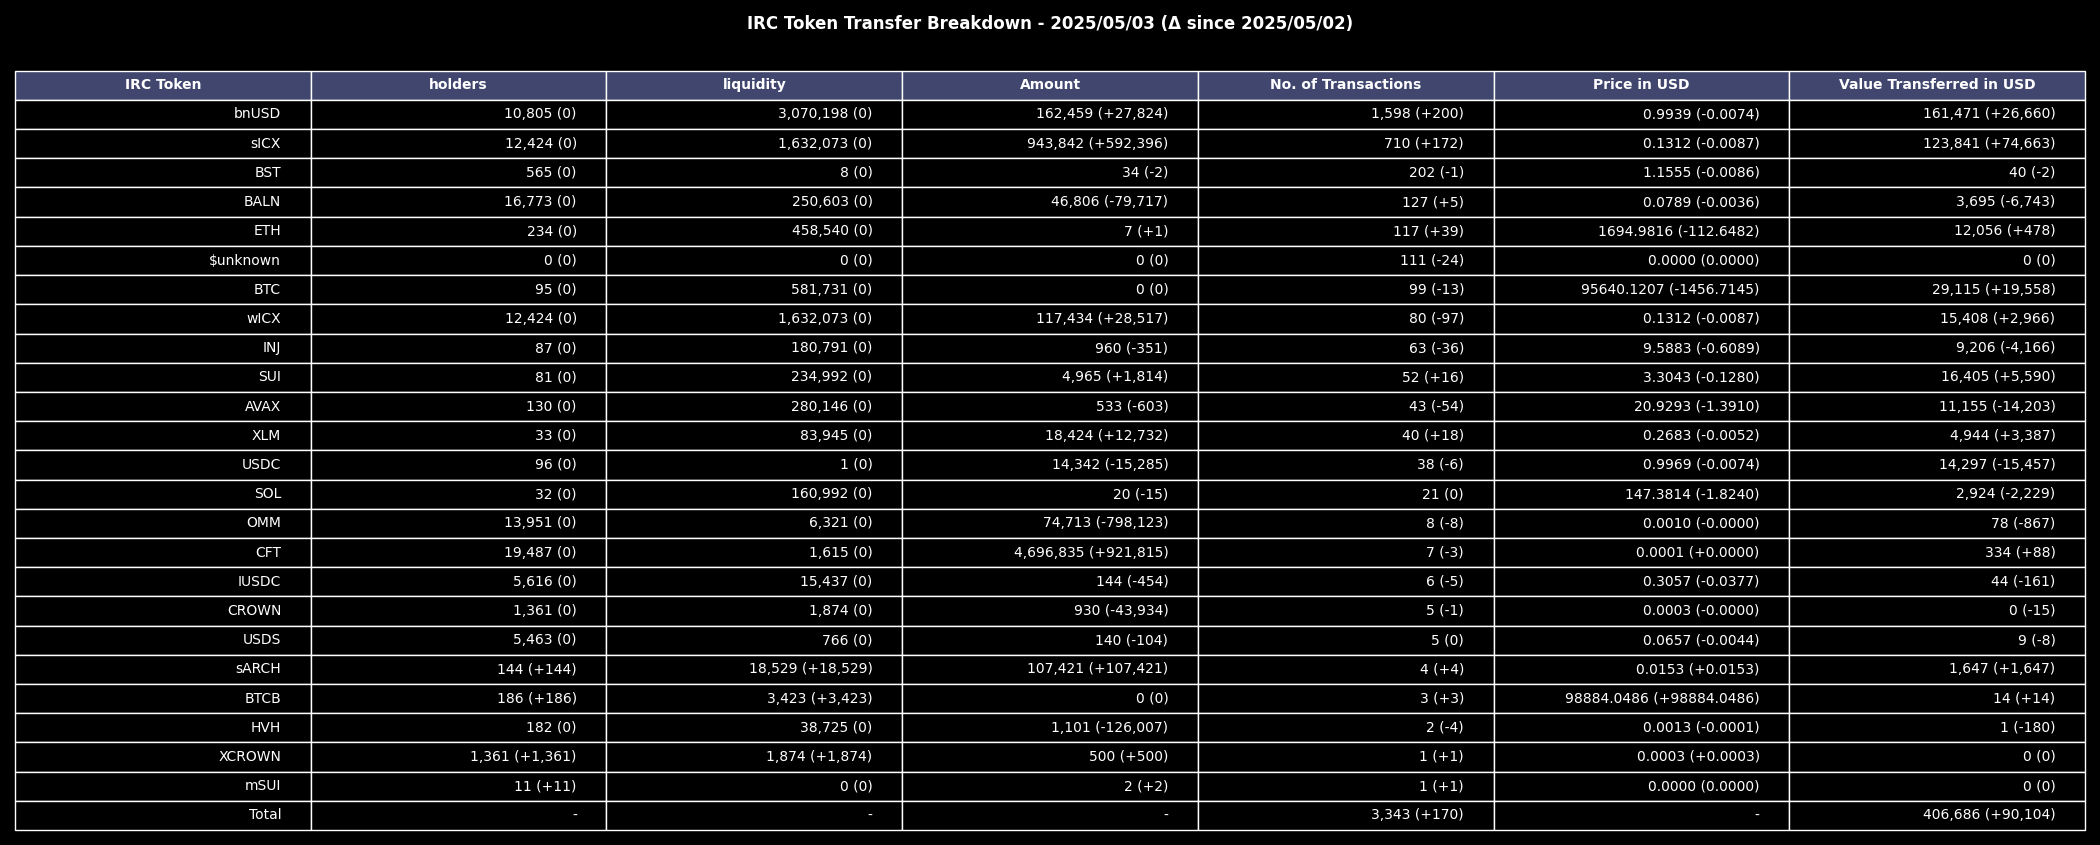 IRC Token Transfer Breakdown - 2025/05/03 (Δ since 2025/05/02)
IRC Token holders liquidity Amount No. of Transactions Price in USD Value Transferred in USD
bnUSD 10,805 (0) 3,070,198 (0) 162,459 (+27,824) 1,598 (+200) 0.9939 (-0.0074) 161,471 (+26,660)
sICX 12,424 (0) 1,632,073 (0) 943,842 (+592,396) 710 (+172) 0.1312 (-0.0087) 123,841 (+74,663)
BST 565 (0) 8 (0) 34 (-2) 202 (-1) 1.1555 (-0.0086) 40 (-2)
BALN 16,773 (0) 250,603 (0) 46,806 (-79,717) 127 (+5) 0.0789 (-0.0036) 3,695 (-6,743)
ETH 234 (0) 458,540 (0) 7 (+1) 117 (+39) 1694.9816 (-112.6482) 12,056 (+478)
$unknown 0 (0) 0 (0) 0 (0) 111 (-24) 0.0000 (0.0000) 0 (0)
BTC 95 (0) 581,731 (0) 0 (0) 99 (-13) 95640.1207 (-1456.7145) 29,115 (+19,558)
wICX 12,424 (0) 1,632,073 (0) 117,434 (+28,517) 80 (-97) 0.1312 (-0.0087) 15,408 (+2,966)
INJ 87 (0) 180,791 (0) 960 (-351) 63 (-36) 9.5883 (-0.6089) 9,206 (-4,166)
SUI 81 (0) 234,992 (0) 4,965 (+1,814) 52 (+16) 3.3043 (-0.1280) 16,405 (+5,590)
AVAX 130 (0) 280,146 (0) 533 (-603) 43 (-54) 20.9293 (-1.3910) 11,155 (-14,203)
XLM 33 (0) 83,945 (0) 18,424 (+12,732) 40 (+18) 0.2683 (-0.0052) 4,944 (+3,387)
USDC 96 (0) 1 (0) 14,342 (-15,285) 38 (-6) 0.9969 (-0.0074) 14,297 (-15,457)
SOL 32 (0) 160,992 (0) 20 (-15) 21 (0) 147.3814 (-1.8240) 2,924 (-2,229)
OMM 13,951 (0) 6,321 (0) 74,713 (-798,123) 8 (-8) 0.0010 (-0.0000) 78 (-867)
CFT 19,487 (0) 1,615 (0) 4,696,835 (+921,815) 7 (-3) 0.0001 (+0.0000) 334 (+88)
IUSDC 5,616 (0) 15,437 (0) 144 (-454) 6 (-5) 0.3057 (-0.0377) 44 (-161)
CROWN 1,361 (0) 1,874 (0) 930 (-43,934) 5 (-1) 0.0003 (-0.0000) 0 (-15)
USDS 5,463 (0) 766 (0) 140 (-104) 5 (0) 0.0657 (-0.0044) 9 (-8)
sARCH 144 (+144) 18,529 (+18,529) 107,421 (+107,421) 4 (+4) 0.0153 (+0.0153) 1,647 (+1,647)
BTCB 186 (+186) 3,423 (+3,423) 0 (0) 3 (+3) 98884.0486 (+98884.0486) 14 (+14)
HVH 182 (0) 38,725 (0) 1,101 (-126,007) 2 (-4) 0.0013 (-0.0001) 1 (-180)
XCROWN 1,361 (+1,361) 1,874 (+1,874) 500 (+500) 1 (+1) 0.0003 (+0.0003) 0 (0)
mSUI 11 (+11) 0 (0) 2 (+2) 1 (+1) 0.0000 (0.0000) 0 (0)
Total - - - 3,343 (+170) - 406,686 (+90,104)